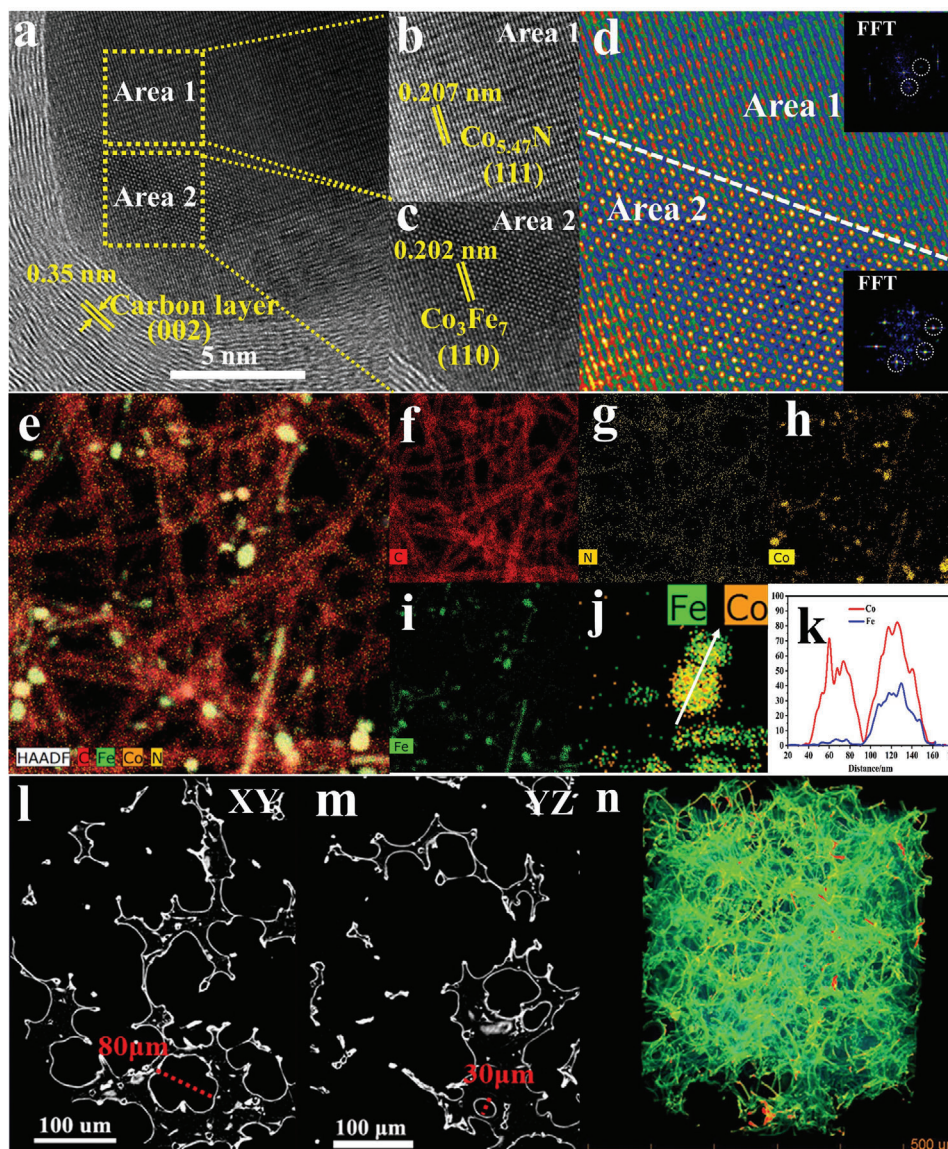 a
Area 1
Area 2
0.35 nm
Carbon layer
(002)
5 nm
b
Area 1
0.207 nm
Co5.47N
(111)
c
Area 2
0.202 nm
Co3Fe7
(110)
d
FFT
Area 1
Area 2
FFT
e
HAADF C Fe Co N
f
C
g
N
h
Co
i
Fe
j
Fe Co
k
Co
Fe
100
90
80
70
60
50
40
30
20
10
0
20 40 60 80 100 120 140 160
Distance/nm
l
XY
80μm
100 um
m
YZ
30μm
100 μm
n
500 um